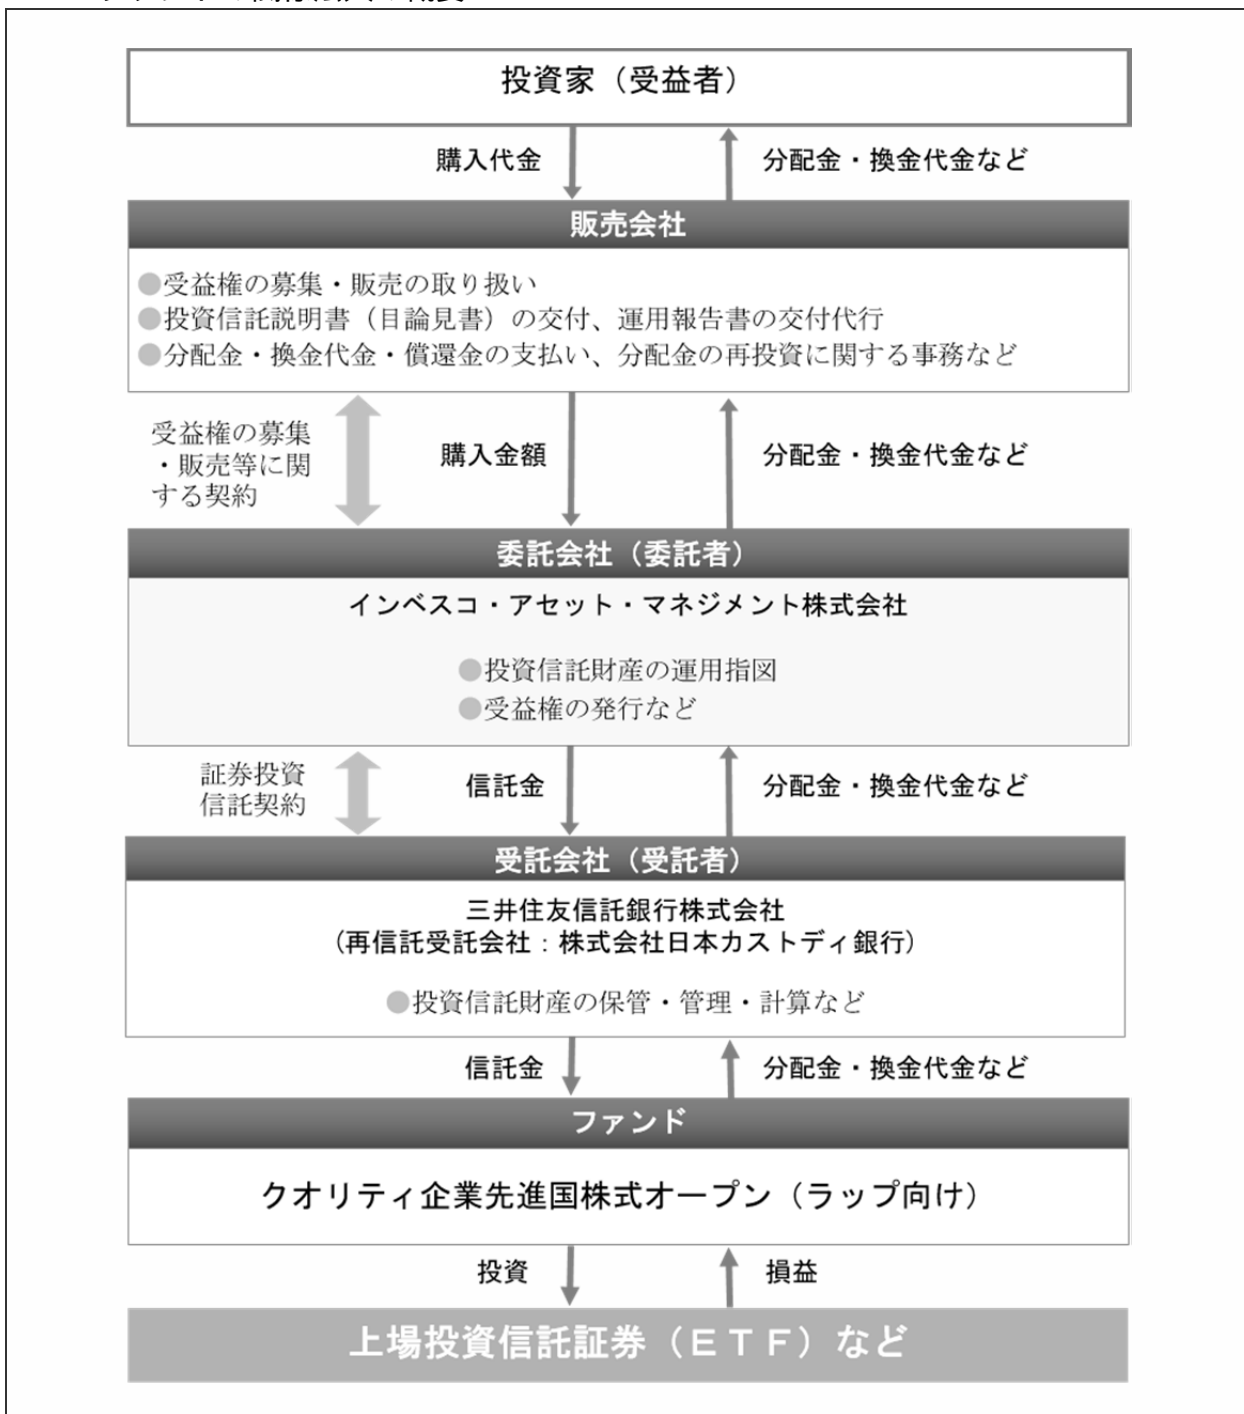 投資家（受益者）
購入代金
分配金・換金代金など
販売会社
●受益権の募集・販売の取り扱い
●投資信託説明書（目論見書）の交付、運用報告書の交付代行
●分配金・換金代金・償還金の支払い、分配金の再投資に関する事務など
受益権の募集
・販売等に関
する契約
購入金額
分配金・換金代金など
委託会社（委託者）
インベスコ・アセット・マネジメント株式会社
●投資信託財産の運用指図
●受益権の発行など
証券投資
信託契約
信託金
分配金・換金代金など
受託会社（受託者）
三井住友信託銀行株式会社
（再信託受託会社：株式会社日本カストディ銀行）
●投資信託財産の保管・管理・計算など
信託金
分配金・換金代金など
ファンド
クオリティ企業先進国株式オープン（ラップ向け）
投資
損益
上場投資信託証券（ＥＴＦ）など